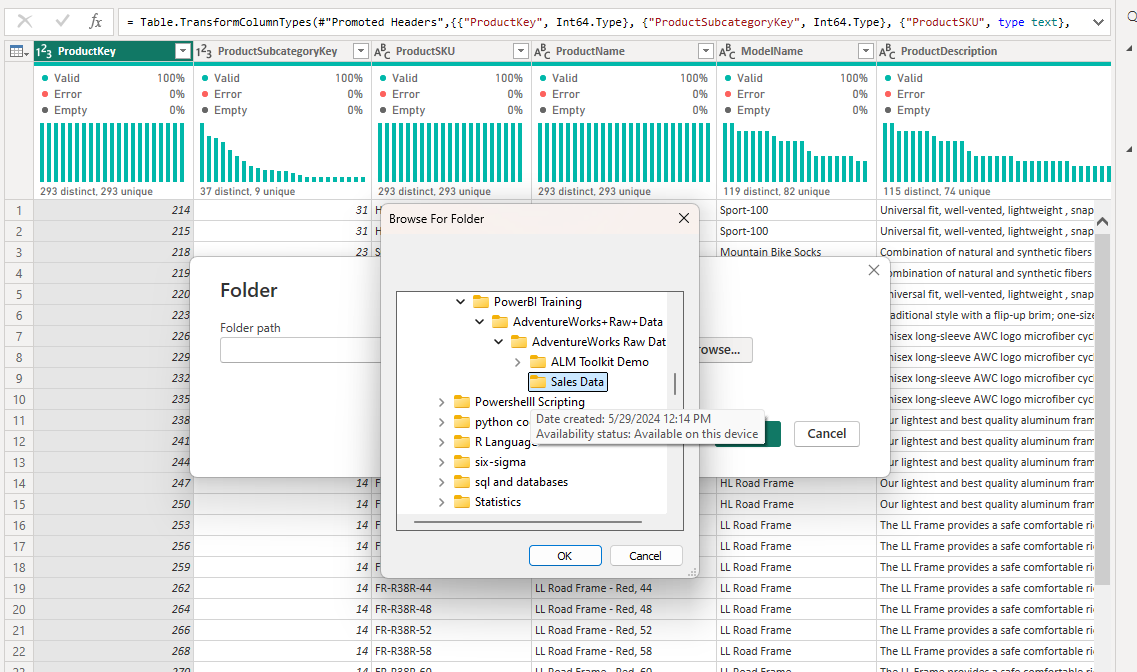 fx = Table.TransformColumnTypes(#"Promoted Headers",{{"ProductKey", Int64.Type}, {"ProductSubcategoryKey", Int64.Type}, {"ProductSKU", type text},
1 2 3 ProductKey 1 2 3 ProductSubcategoryKey ABC ProductSKU ABC ProductName ABC ModelName ABC ProductDescription
Valid 100% Valid 100% Valid 100% Valid 100% Valid 100% Valid
Error 0% Error 0% Error 0% Error 0% Error 0% Error
Empty 0% Empty 0% Empty 0% Empty 0% Empty 0% Empty
293 distinct, 293 unique 37 distinct, 9 unique 293 distinct, 293 unique 293 distinct, 293 unique 119 distinct, 82 unique 115 distinct, 74 unique
1 214 31 Sport-100 Universal fit, well-vented, lightweight , snap
2 215 31 Sport-100 Universal fit, well-vented, lightweight , snap
3 218 23 Mountain Bike Socks Combination of natural and synthetic fibers
4 219 ombination of natural and synthetic fibers
5 220 niversal fit, well-vented, lightweight , snap
6 223 aditional style with a flip-up brim; one-size
7 226 nisex long-sleeve AWC logo microfiber cyc
8 229 nisex long-sleeve AWC logo microfiber cyc
9 232 nisex long-sleeve AWC logo microfiber cyc
10 235 nisex long-sleeve AWC logo microfiber cyc
11 238 ur lightest and best quality aluminum fram
12 241 ur lightest and best quality aluminum fram
13 244 ur lightest and best quality aluminum fram
14 247 14 HL Road Frame Our lightest and best quality aluminum fram
15 250 14 HL Road Frame Our lightest and best quality aluminum fram
16 253 14 LL Road Frame The LL Frame provides a safe comfortable ri
17 256 14 LL Road Frame The LL Frame provides a safe comfortable ri
18 259 14 LL Road Frame The LL Frame provides a safe comfortable ri
19 262 14 FR-R38R-44 LL Road Frame - Red, 44 LL Road Frame The LL Frame provides a safe comfortable ri
20 264 14 FR-R38R-48 LL Road Frame - Red, 48 LL Road Frame The LL Frame provides a safe comfortable ri
21 266 14 FR-R38R-52 LL Road Frame - Red, 52 LL Road Frame The LL Frame provides a safe comfortable ri
22 268 14 FR-R38R-58 LL Road Frame - Red, 58 LL Road Frame The LL Frame provides a safe comfortable ri
Folder
Folder path
owse...
Cancel
Browse For Folder
PowerBI Training
AdventureWorks+Raw+Data
AdventureWorks Raw Dat
ALM Toolkit Demo
Sales Data
Powershelll Scripting
python co
R Language
six-sigma
sql and databases
Statistics
Date created: 5/29/2024 12:14 PM
Availability status: Available on this device
OK Cancel